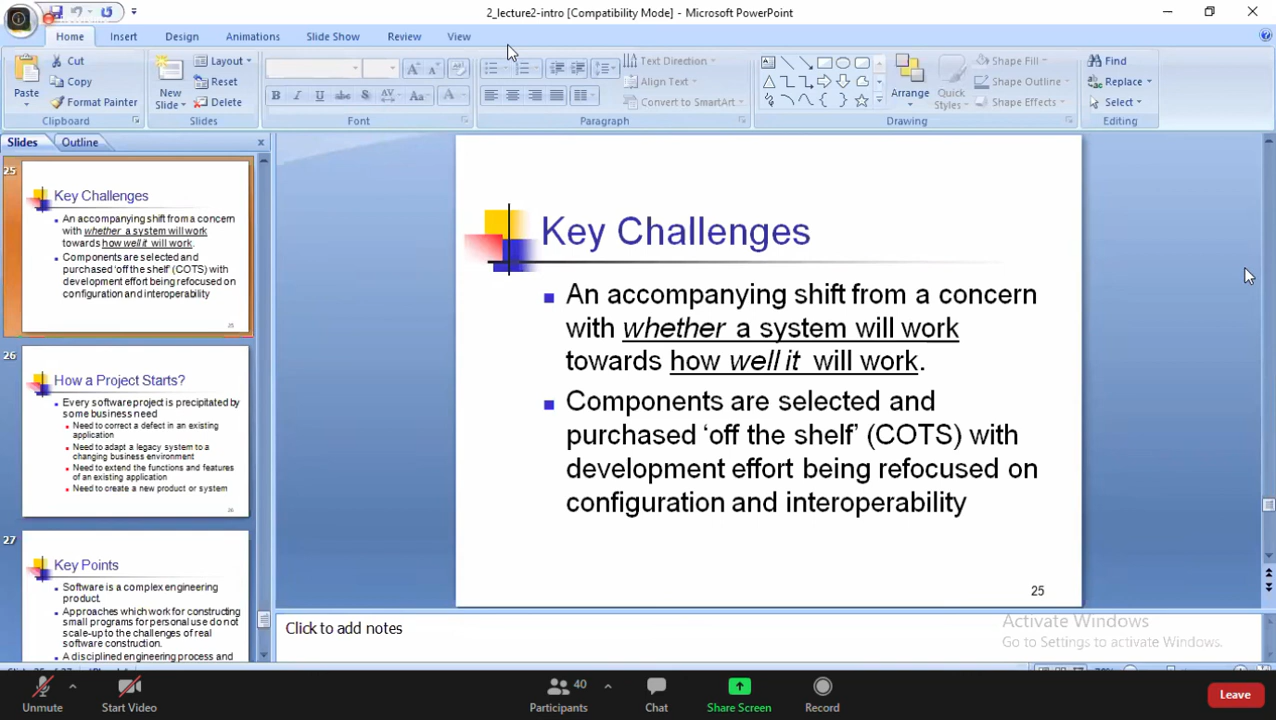 2_lecture2-intro [Compatibility Mode] - Microsoft PowerPoint
Home Insert Design Animations Slide Show Review View
Paste
Cut
Copy
Format Painter
Clipboard
New Slide
Layout
Reset
Delete
Slides
B I U abc S AV Aa A
Font
Text Direction
Align Text
Convert to SmartArt
Paragraph
Arrange
Quick Styles
Shape Fill
Shape Outline
Shape Effects
Drawing
Find
Replace
Select
Editing
Slides Outline
25
Key Challenges
An accompanying shift from a concern
with whether a system will work
towards how well it will work.
Components are selected and
purchased 'off the shelf' (COTS) with
development effort being refocused on
configuration and interoperability
25
26
How a Project Starts?
Every software project is precipitated by
some business need
Need to correct a defect in an existing
application
Need to adapt a legacy system to a
changing business environment
Need to extend the functions and features
of an existing application
Need to create a new product or system
26
27
Key Points
Software is a complex engineering
product.
Approaches which work for constructing
small programs for personal use do not
scale-up to the challenges of real
software construction.
A disciplined engineering process and
Key Challenges
An accompanying shift from a concern
with whether a system will work
towards how well it will work.
Components are selected and
purchased ‘off the shelf’ (COTS) with
development effort being refocused on
configuration and interoperability
25
Click to add notes
Activate Windows
Go to Settings to activate Windows.
Unmute
Start Video
40
Participants
Chat
Share Screen
Record
Leave